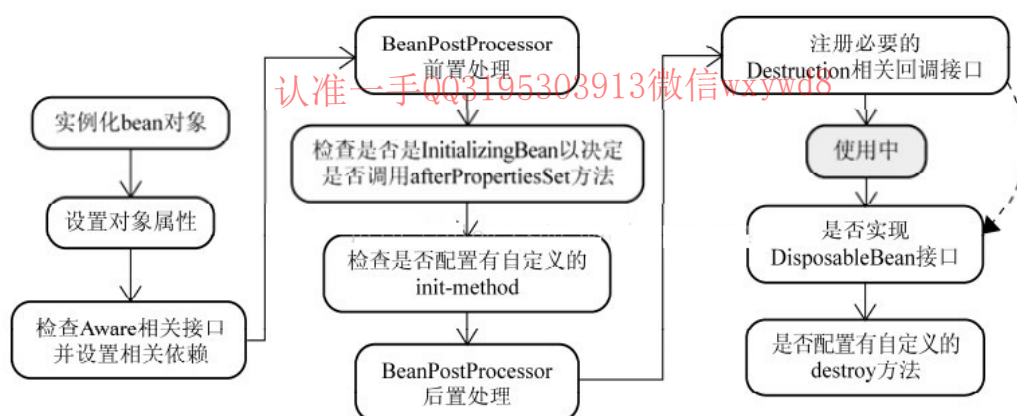 实例化bean对象
设置对象属性
检查Aware相关接口
并设置相关依赖
BeanPostProcessor
前置处理
认准一手QQ3195303913微信wxywd8
检查是否是InitializingBean以决定
是否调用afterPropertiesSet方法
检查是否配置有自定义的
init-method
BeanPostProcessor
后置处理
注册必要的
Destruction相关回调接口
使用中
是否实现
DisposableBean接口
是否配置有自定义的
destroy方法